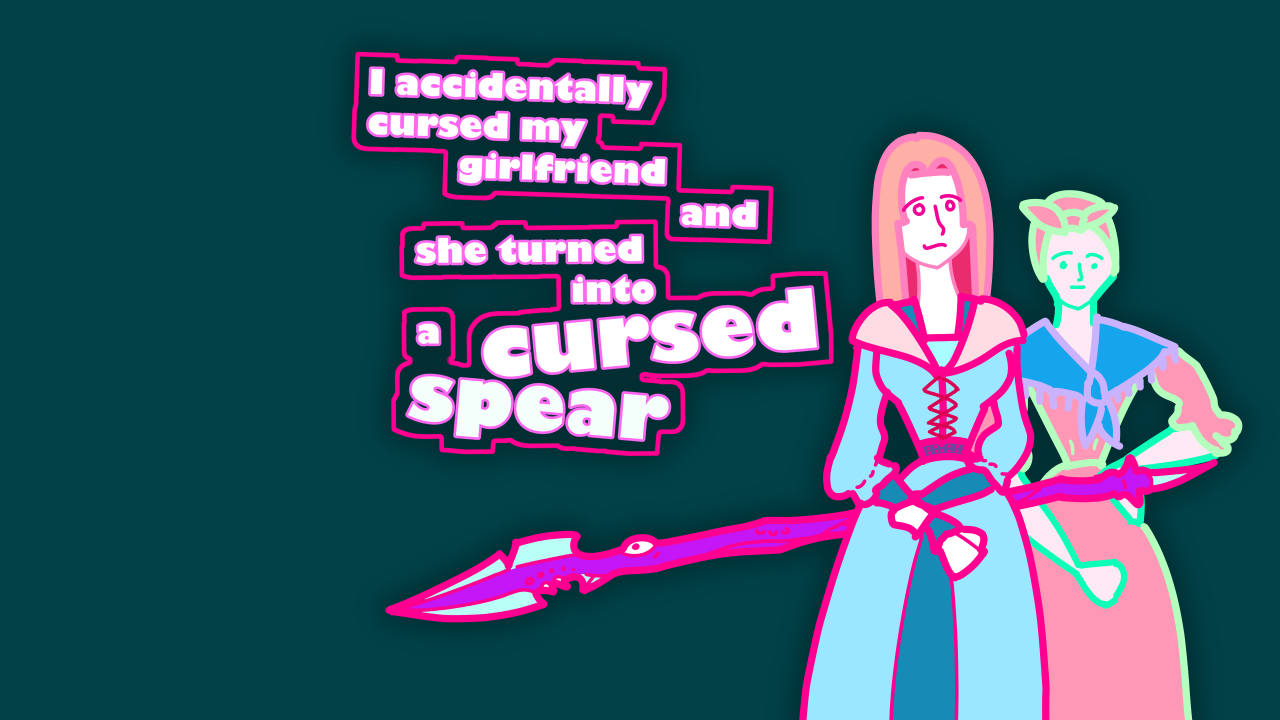 I accidentally
cursed my
girlfriend
and
she turned
into
a cursed
spear